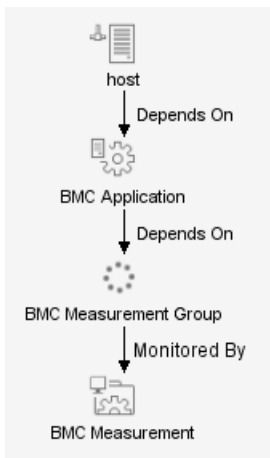 host
Depends On
BMC Application
Depends On
BMC Measurement Group
Monitored By
BMC Measurement